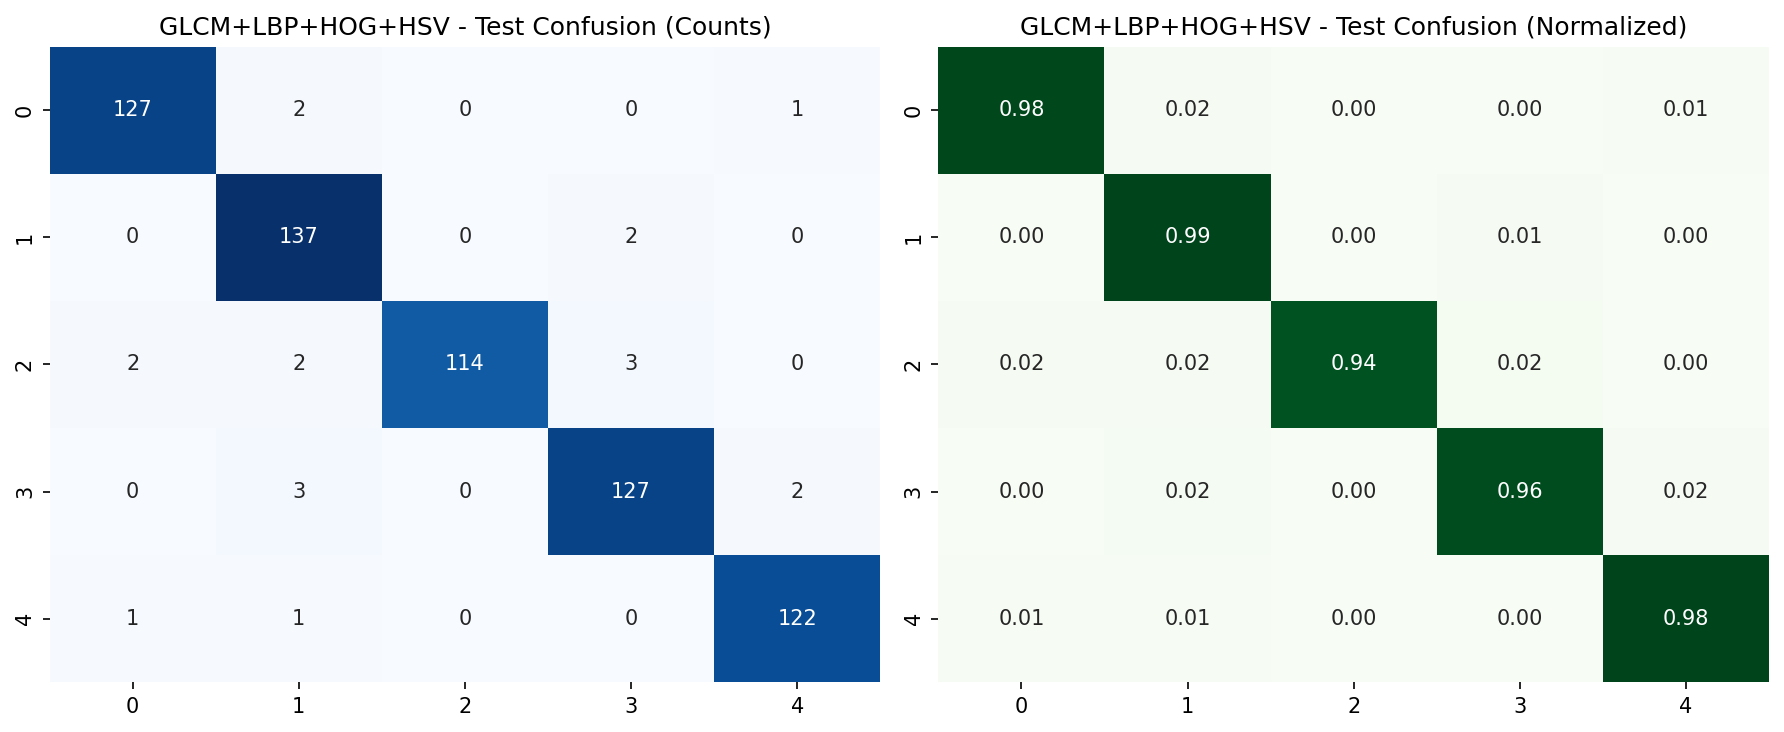 GLCM+LBP+HOG+HSV - Test Confusion (Counts)
0 127 2 0 0 1
1 0 137 0 2 0
2 2 2 114 3 0
3 0 3 0 127 2
4 1 1 0 0 122
0 1 2 3 4
GLCM+LBP+HOG+HSV - Test Confusion (Normalized)
0 0.98 0.02 0.00 0.00 0.01
1 0.00 0.99 0.00 0.01 0.00
2 0.02 0.02 0.94 0.02 0.00
3 0.00 0.02 0.00 0.96 0.02
4 0.01 0.01 0.00 0.00 0.98
0 1 2 3 4